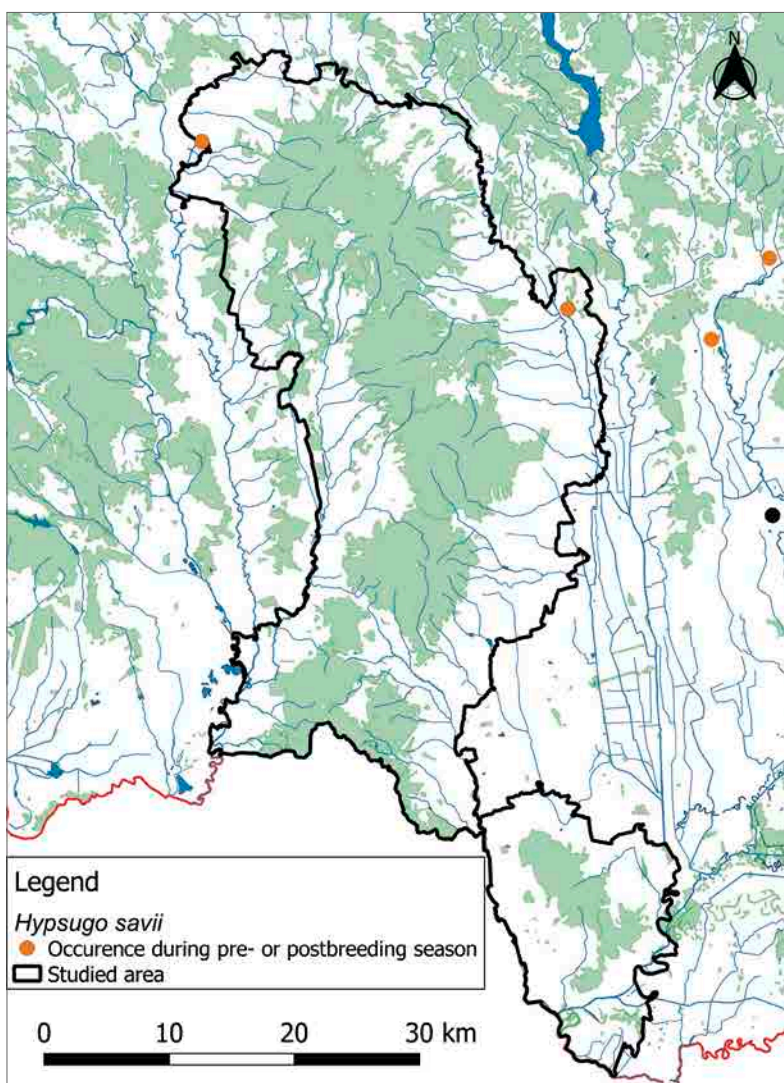 N
Legend
Hypsugo savii
Occurence during pre- or postbreeding season
Studied area
0 10 20 30 km